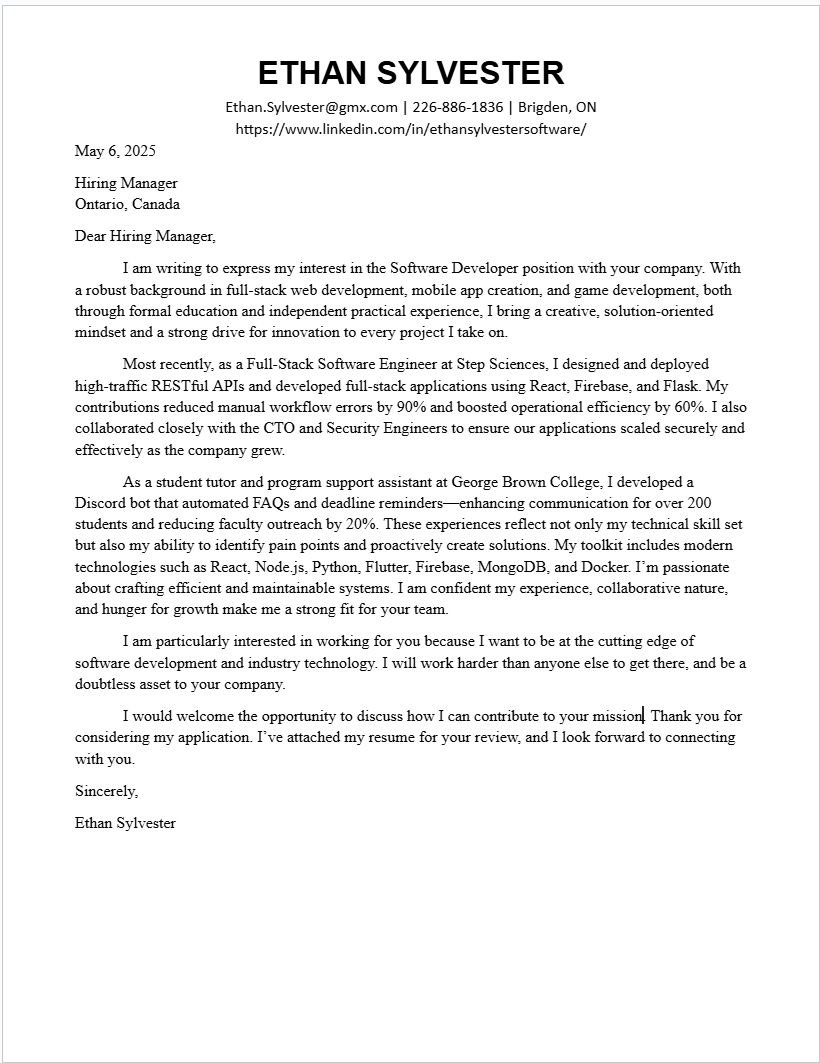 ETHAN SYLVESTER
Ethan.Sylvester@gmx.com | 226-886-1836 | Brigden, ON
https://www.linkedin.com/in/ethansylvestersoftware/
May 6, 2025
Hiring Manager
Ontario, Canada
Dear Hiring Manager,
I am writing to express my interest in the Software Developer position with your company. With
a robust background in full-stack web development, mobile app creation, and game development, both
through formal education and independent practical experience, I bring a creative, solution-oriented
mindset and a strong drive for innovation to every project I take on.
Most recently, as a Full-Stack Software Engineer at Step Sciences, I designed and deployed
high-traffic RESTful APIs and developed full-stack applications using React, Firebase, and Flask. My
contributions reduced manual workflow errors by 90% and boosted operational efficiency by 60%. I also
collaborated closely with the CTO and Security Engineers to ensure our applications scaled securely and
effectively as the company grew.
As a student tutor and program support assistant at George Brown College, I developed a
Discord bot that automated FAQs and deadline reminders—enhancing communication for over 200
students and reducing faculty outreach by 20%. These experiences reflect not only my technical skill set
but also my ability to identify pain points and proactively create solutions. My toolkit includes modern
technologies such as React, Node.js, Python, Flutter, Firebase, MongoDB, and Docker. I’m passionate
about crafting efficient and maintainable systems. I am confident my experience, collaborative nature,
and hunger for growth make me a strong fit for your team.
I am particularly interested in working for you because I want to be at the cutting edge of
software development and industry technology. I will work harder than anyone else to get there, and be a
doubtless asset to your company.
I would welcome the opportunity to discuss how I can contribute to your mission. Thank you for
considering my application. I’ve attached my resume for your review, and I look forward to connecting
with you.
Sincerely,
Ethan Sylvester